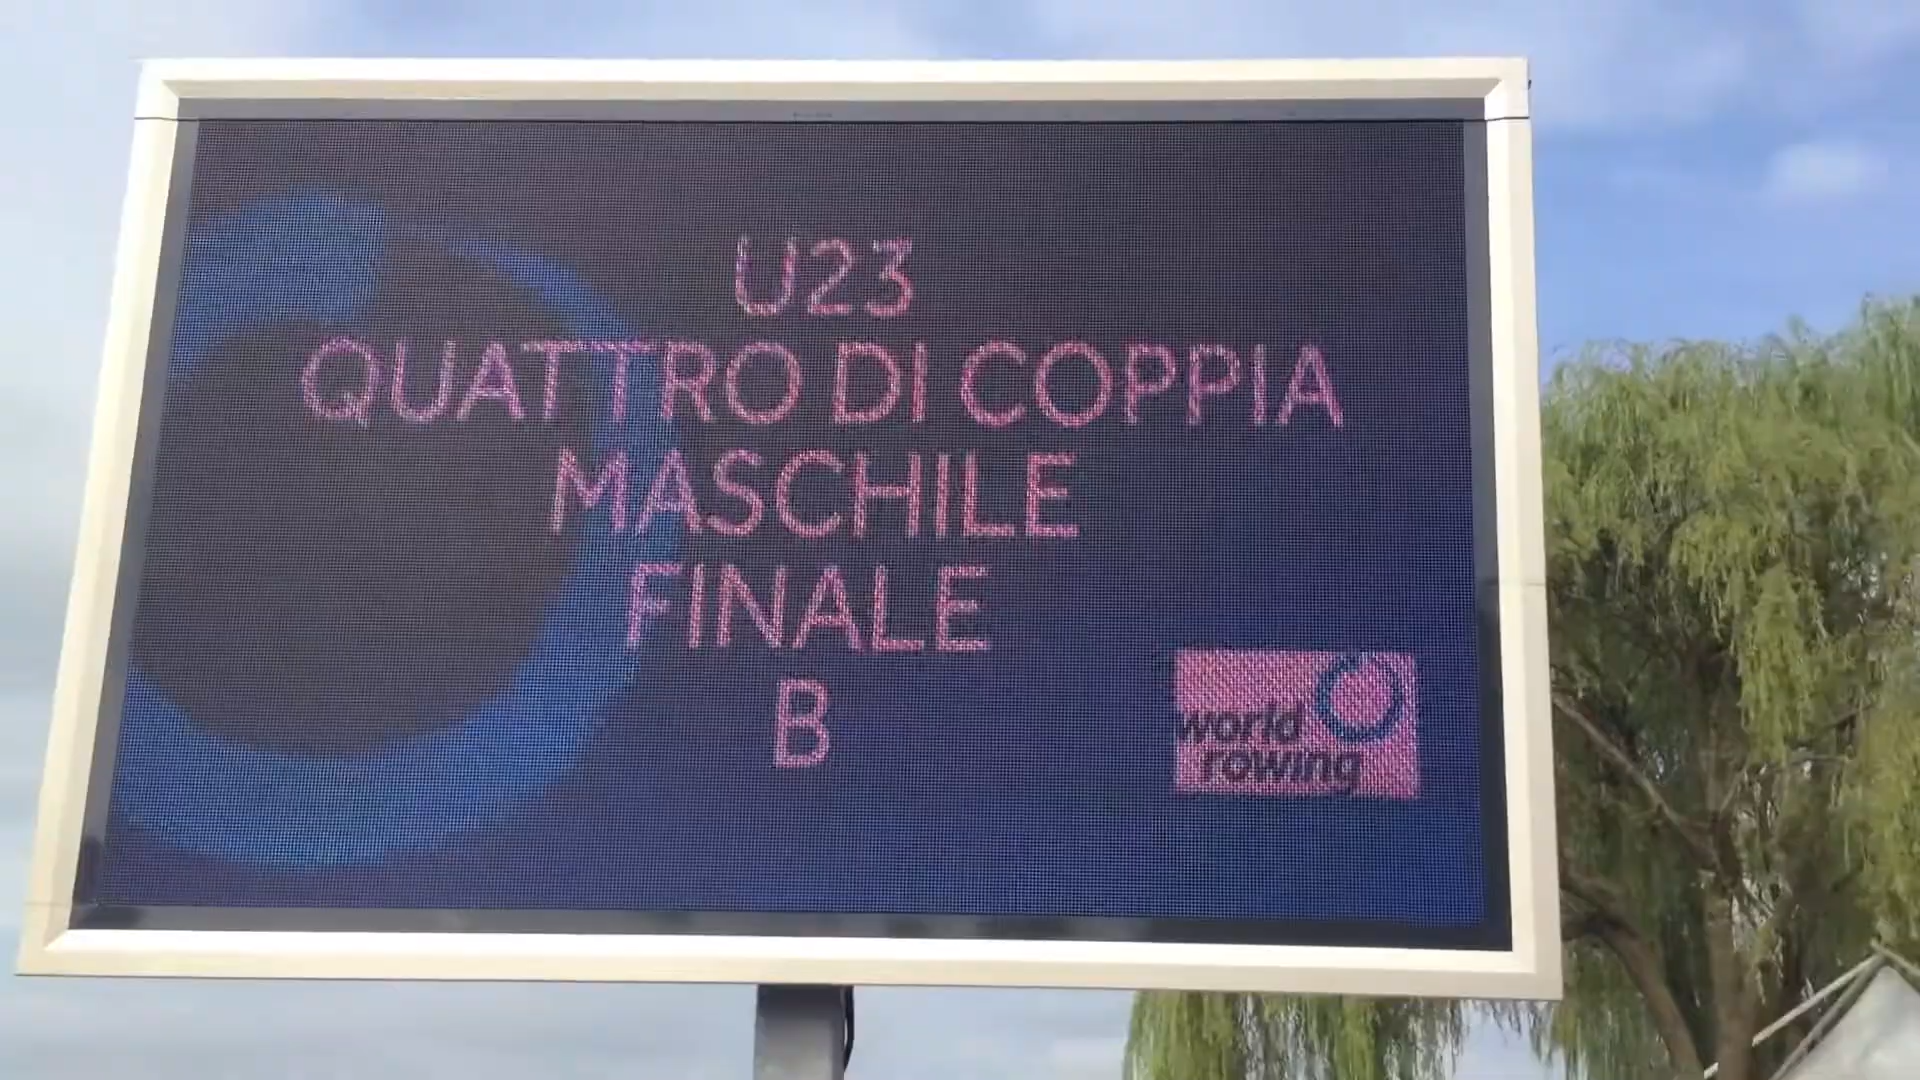 U23
QUATTRO DI COPPIA
MASCHILE
FINALE
B
world
rowing